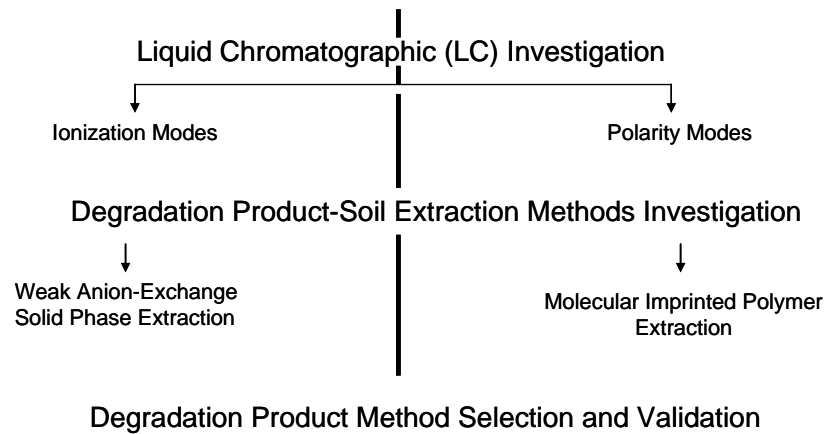 Liquid Chromatographic (LC) Investigation
Ionization Modes
Polarity Modes
Degradation Product-Soil Extraction Methods Investigation
Weak Anion-Exchange
Solid Phase Extraction
Molecular Imprinted Polymer
Extraction
Degradation Product Method Selection and Validation